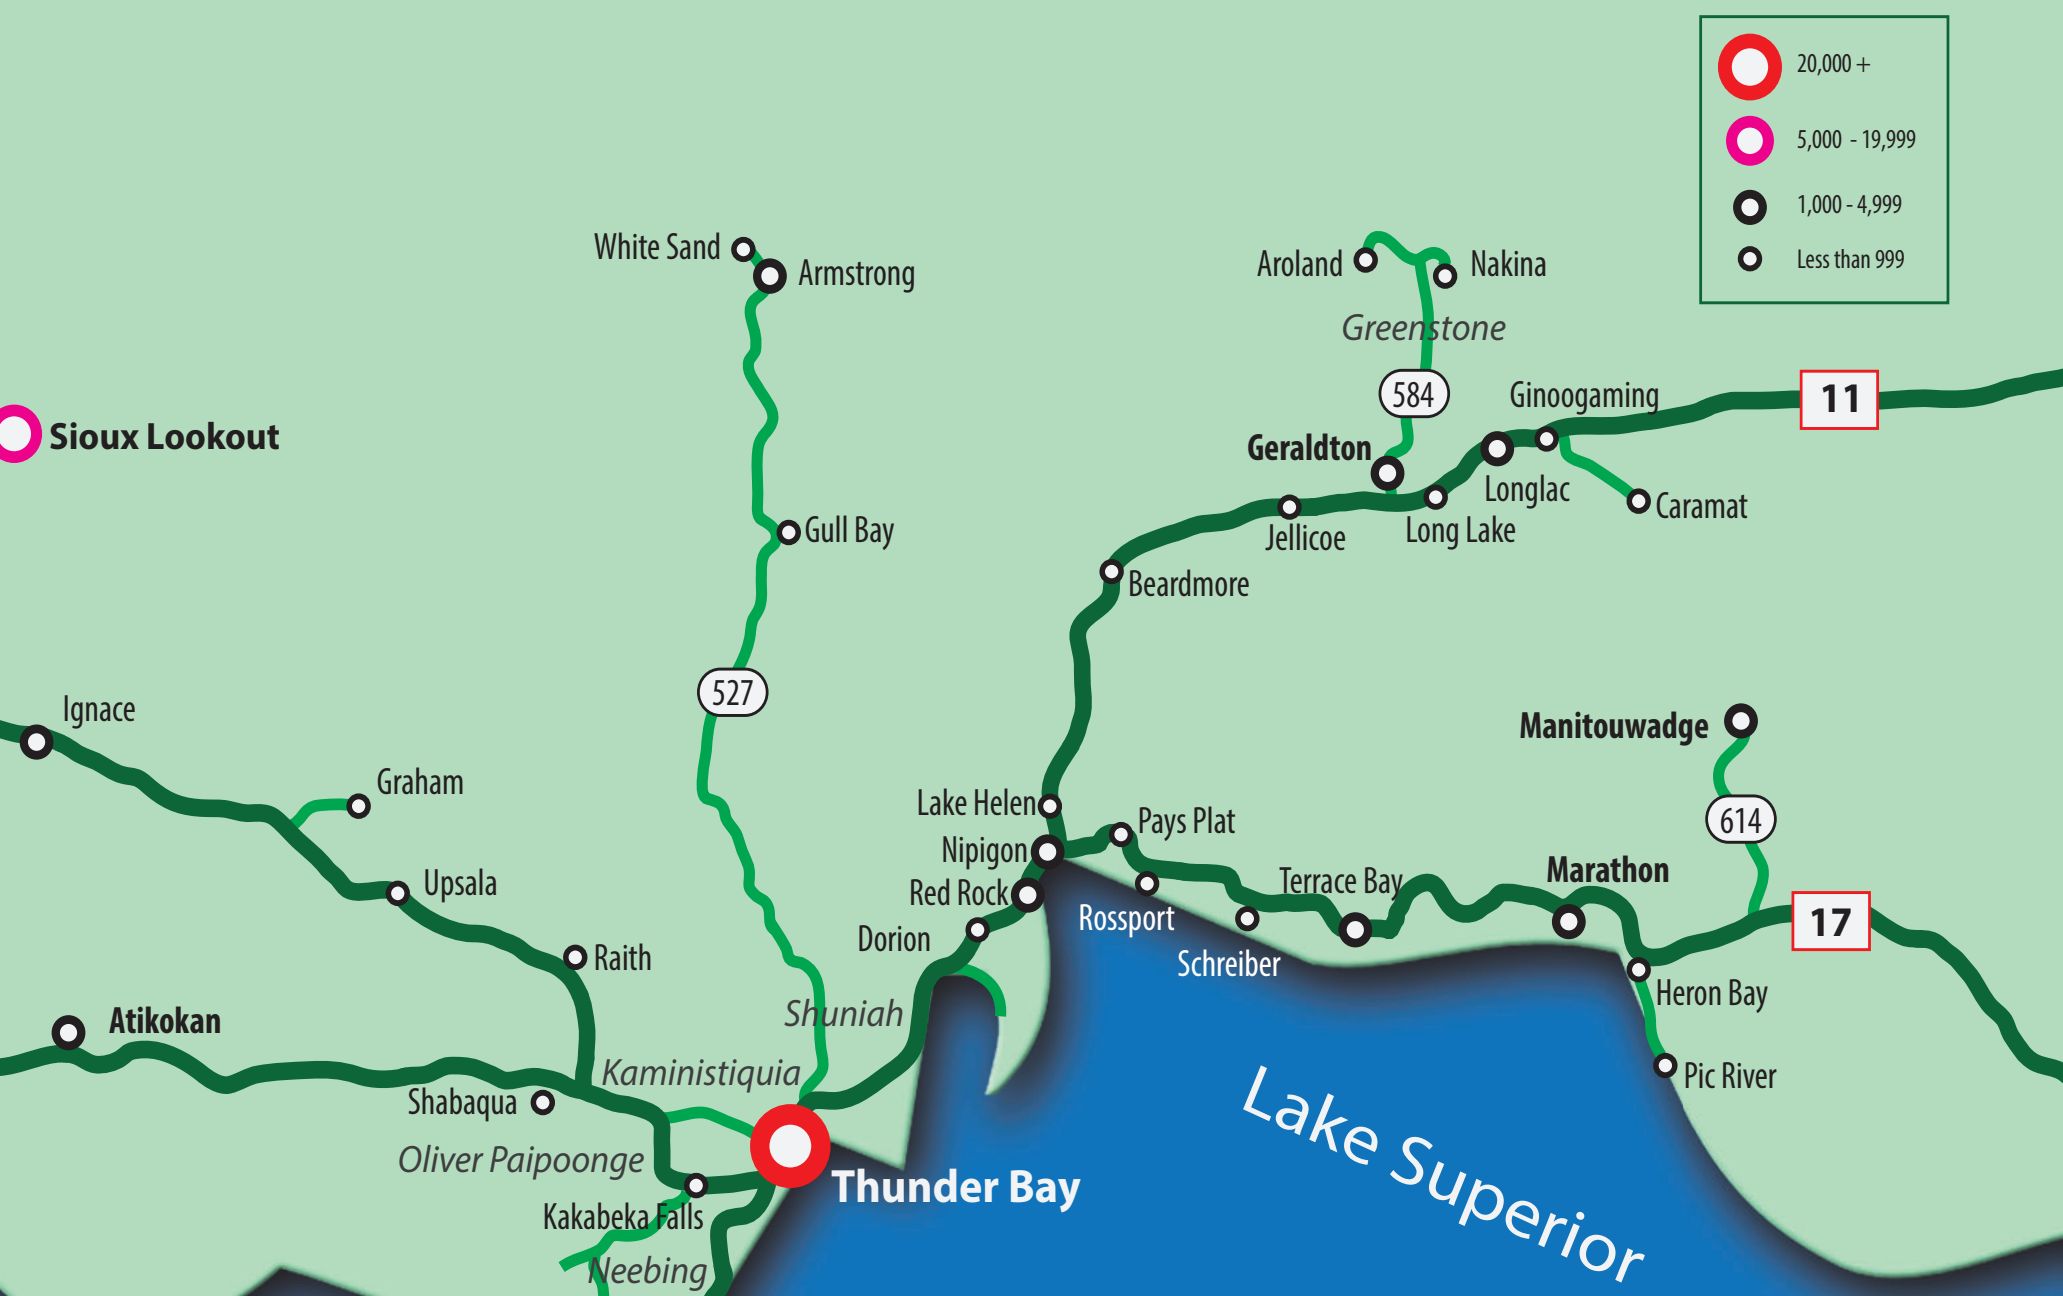 20,000 +
5,000 - 19,999
1,000 - 4,999
Less than 999
White Sand
Armstrong
Aroland
Nakina
Greenstone
584
Ginoogaming
11
Sioux Lookout
Geraldton
Longlac
Caramat
Gull Bay
Jellicoe
Long Lake
Beardmore
527
Ignace
Manitouwadge
Graham
Lake Helen
Pays Plat
614
Nipigon
Upsala
Red Rock
Terrace Bay
Marathon
Rossport
17
Dorion
Raith
Schreiber
Heron Bay
Atikokan
Shuniah
Kaministiquia
Pic River
Shabaqua
Oliver Paipoonge
Thunder Bay
Lake Superior
Kakabeka Falls
Neebing